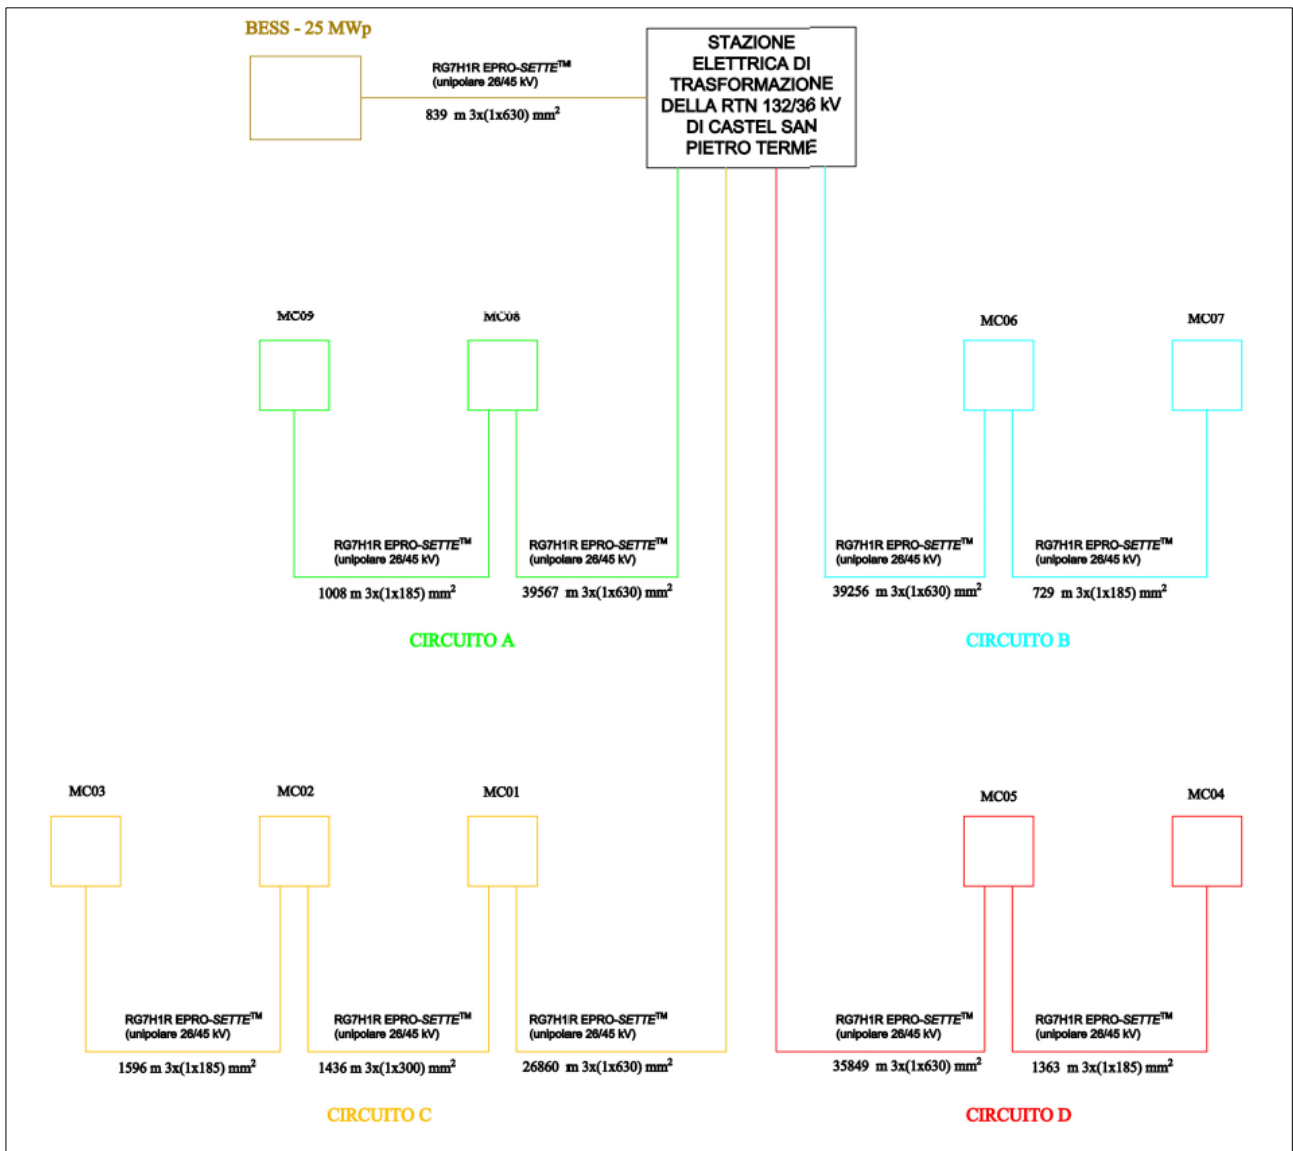 BESS - 25 MWp
RG7H1R EPRO-SETTE™
(unipolare 26/45 kV)
839 m 3x(1x630) mm²
STAZIONE
ELETTRICA DI
TRASFORMAZIONE
DELLA RTN 132/36 kV
DI CASTEL SAN
PIETRO TERME
MC09
MC08
RG7H1R EPRO-SETTE™
(unipolare 26/45 kV)
1008 m 3x(1x185) mm²
RG7H1R EPRO-SETTE™
(unipolare 26/45 kV)
39567 m 3x(1x630) mm²
CIRCUITO A
MC06
MC07
RG7H1R EPRO-SETTE™
(unipolare 26/45 kV)
39256 m 3x(1x630) mm²
RG7H1R EPRO-SETTE™
(unipolare 26/45 kV)
729 m 3x(1x185) mm²
CIRCUITO B
MC03
MC02
MC01
RG7H1R EPRO-SETTE™
(unipolare 26/45 kV)
1596 m 3x(1x185) mm²
RG7H1R EPRO-SETTE™
(unipolare 26/45 kV)
1436 m 3x(1x300) mm²
RG7H1R EPRO-SETTE™
(unipolare 26/45 kV)
26860 m 3x(1x630) mm²
CIRCUITO C
MC05
MC04
RG7H1R EPRO-SETTE™
(unipolare 26/45 kV)
35849 m 3x(1x630) mm²
RG7H1R EPRO-SETTE™
(unipolare 26/45 kV)
1363 m 3x(1x185) mm²
CIRCUITO D